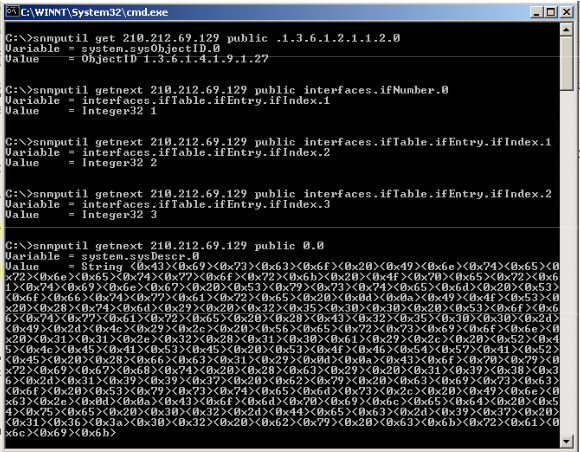 C:\WINNT\System32\cmd.exe
C:\>snmputil get 210.212.69.129 public .1.3.6.1.2.1.1.2.0
Variable = system.sysObjectID.0
Value    = ObjectID 1.3.6.1.4.1.9.1.27
C:\>snmputil getnext 210.212.69.129 public interfaces.ifNumber.0
Variable = interfaces.ifTable.ifEntry.ifIndex.1
Value    = Integer32 1
C:\>snmputil getnext 210.212.69.129 public interfaces.ifTable.ifEntry.ifIndex.1
Variable = interfaces.ifTable.ifEntry.ifIndex.2
Value    = Integer32 2
C:\>snmputil getnext 210.212.69.129 public interfaces.ifTable.ifEntry.ifIndex.2
Variable = interfaces.ifTable.ifEntry.ifIndex.3
Value    = Integer32 3
C:\>snmputil getnext 210.212.69.129 public 0.0
Variable = system.sysDescr.0
Value    = String <0x43><0x69><0x73><0x63><0x6f><0x20><0x49><0x6e><0x74><0x65><0
x72><0x6e><0x65><0x74><0x77><0x6f><0x72><0x6b><0x20><0x4f><0x70><0x65><0x72><0x6
1><0x74><0x69><0x6e><0x67><0x20><0x53><0x79><0x73><0x74><0x65><0x6d><0x20><0x53>
<0x6f><0x66><0x74><0x77><0x61><0x72><0x65><0x20><0x0d><0x0a><0x49><0x4f><0x53><0
x20><0x28><0x74><0x6d><0x29><0x20><0x32><0x35><0x30><0x30><0x20><0x53><0x6f><0x6
6><0x74><0x77><0x61><0x72><0x65><0x20><0x28><0x43><0x32><0x35><0x30><0x30><0x2d>
<0x49><0x2d><0x4c><0x29><0x2c><0x20><0x56><0x65><0x72><0x73><0x69><0x6f><0x6e><0
x20><0x31><0x31><0x2e><0x32><0x28><0x31><0x30><0x61><0x29><0x2c><0x20><0x52><0x4
5><0x4c><0x45><0x41><0x53><0x45><0x20><0x53><0x4f><0x46><0x54><0x57><0x41><0x52>
<0x45><0x20><0x28><0x66><0x63><0x31><0x29><0x0d><0x0a><0x43><0x6f><0x70><0x79><0
x72><0x69><0x67><0x68><0x74><0x20><0x28><0x63><0x29><0x20><0x31><0x39><0x38><0x3
6><0x2d><0x31><0x39><0x39><0x37><0x20><0x62><0x79><0x20><0x63><0x69><0x73><0x63>
<0x6f><0x20><0x53><0x79><0x73><0x74><0x65><0x6d><0x73><0x2c><0x20><0x49><0x6e><0
x63><0x2e><0x0d><0x0a><0x43><0x6f><0x6d><0x70><0x69><0x6c><0x65><0x64><0x20><0x5
4><0x75><0x65><0x20><0x30><0x32><0x2d><0x44><0x65><0x63><0x2d><0x39><0x37><0x20>
<0x31><0x36><0x3a><0x30><0x32><0x20><0x62><0x79><0x20><0x63><0x6b><0x72><0x61><0
x6c><0x69><0x6b>